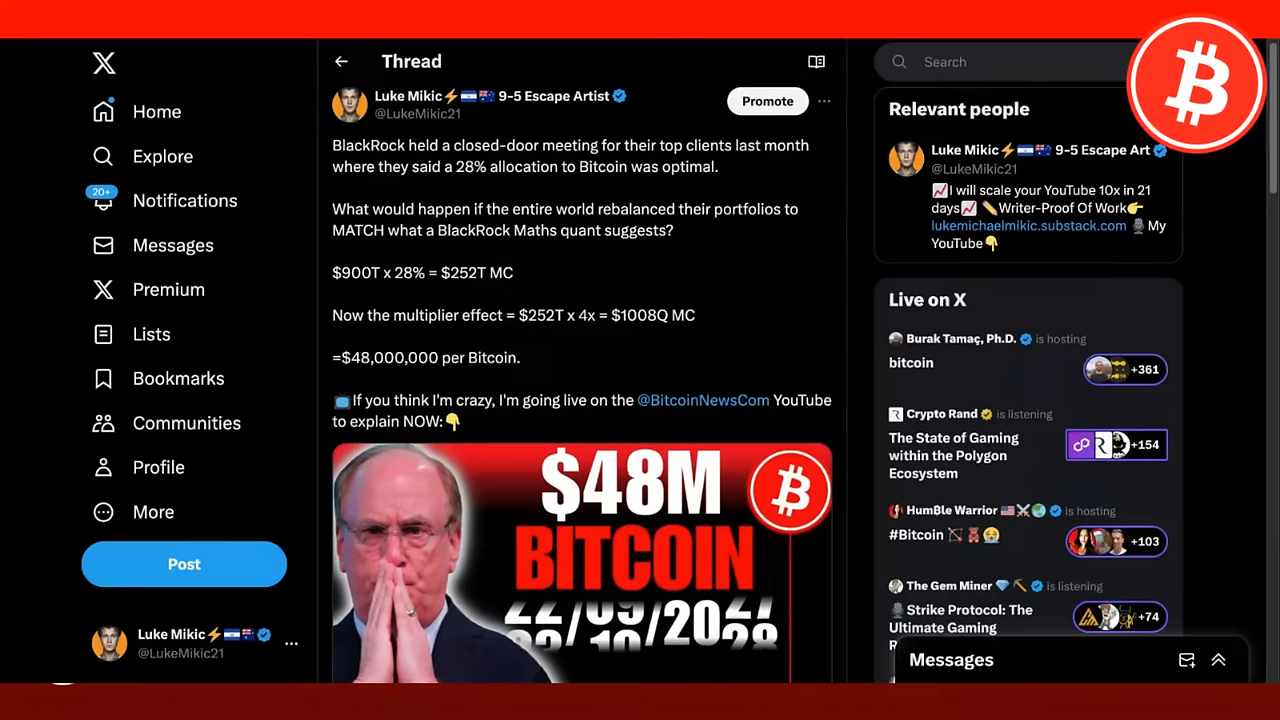 Home
Explore
20+
Notifications
Messages
Premium
Lists
Bookmarks
Communities
Profile
More
Post
Luke Mikic⚡🇸🇻🇦🇺
@LukeMikic21
Thread
Luke Mikic⚡🇸🇻🇦🇺 9-5 Escape Artist
@LukeMikic21
Promote
BlackRock held a closed-door meeting for their top clients last month
where they said a 28% allocation to Bitcoin was optimal.
What would happen if the entire world rebalanced their portfolios to
MATCH what a BlackRock Maths quant suggests?
$900T x 28% = $252T MC
Now the multiplier effect = $252T x 4x = $1008Q MC
=$48,000,000 per Bitcoin.
📺If you think I'm crazy, I'm going live on the @BitcoinNewsCom YouTube
to explain NOW:👇
$48M
BITCOIN
Search
Relevant people
Luke Mikic⚡🇸🇻🇦🇺 9-5 Escape Art
@LukeMikic21
📈I will scale your YouTube 10x in 21
days📈 ✏️Writer-Proof Of Work👉
lukemichaelmikic.substack.com 🎙️My
YouTube👇
Live on X
Burak Tamaç, Ph.D. is hosting
bitcoin
+361
Crypto Rand is listening
The State of Gaming
within the Polygon
Ecosystem
+154
HumBle Warrior 🇺🇸⚔️🌏 is hosting
#Bitcoin 🏹🧸😭
+103
The Gem Miner 💎⛏️ is listening
🎙️Strike Protocol: The
Ultimate Gaming
+74
Messages